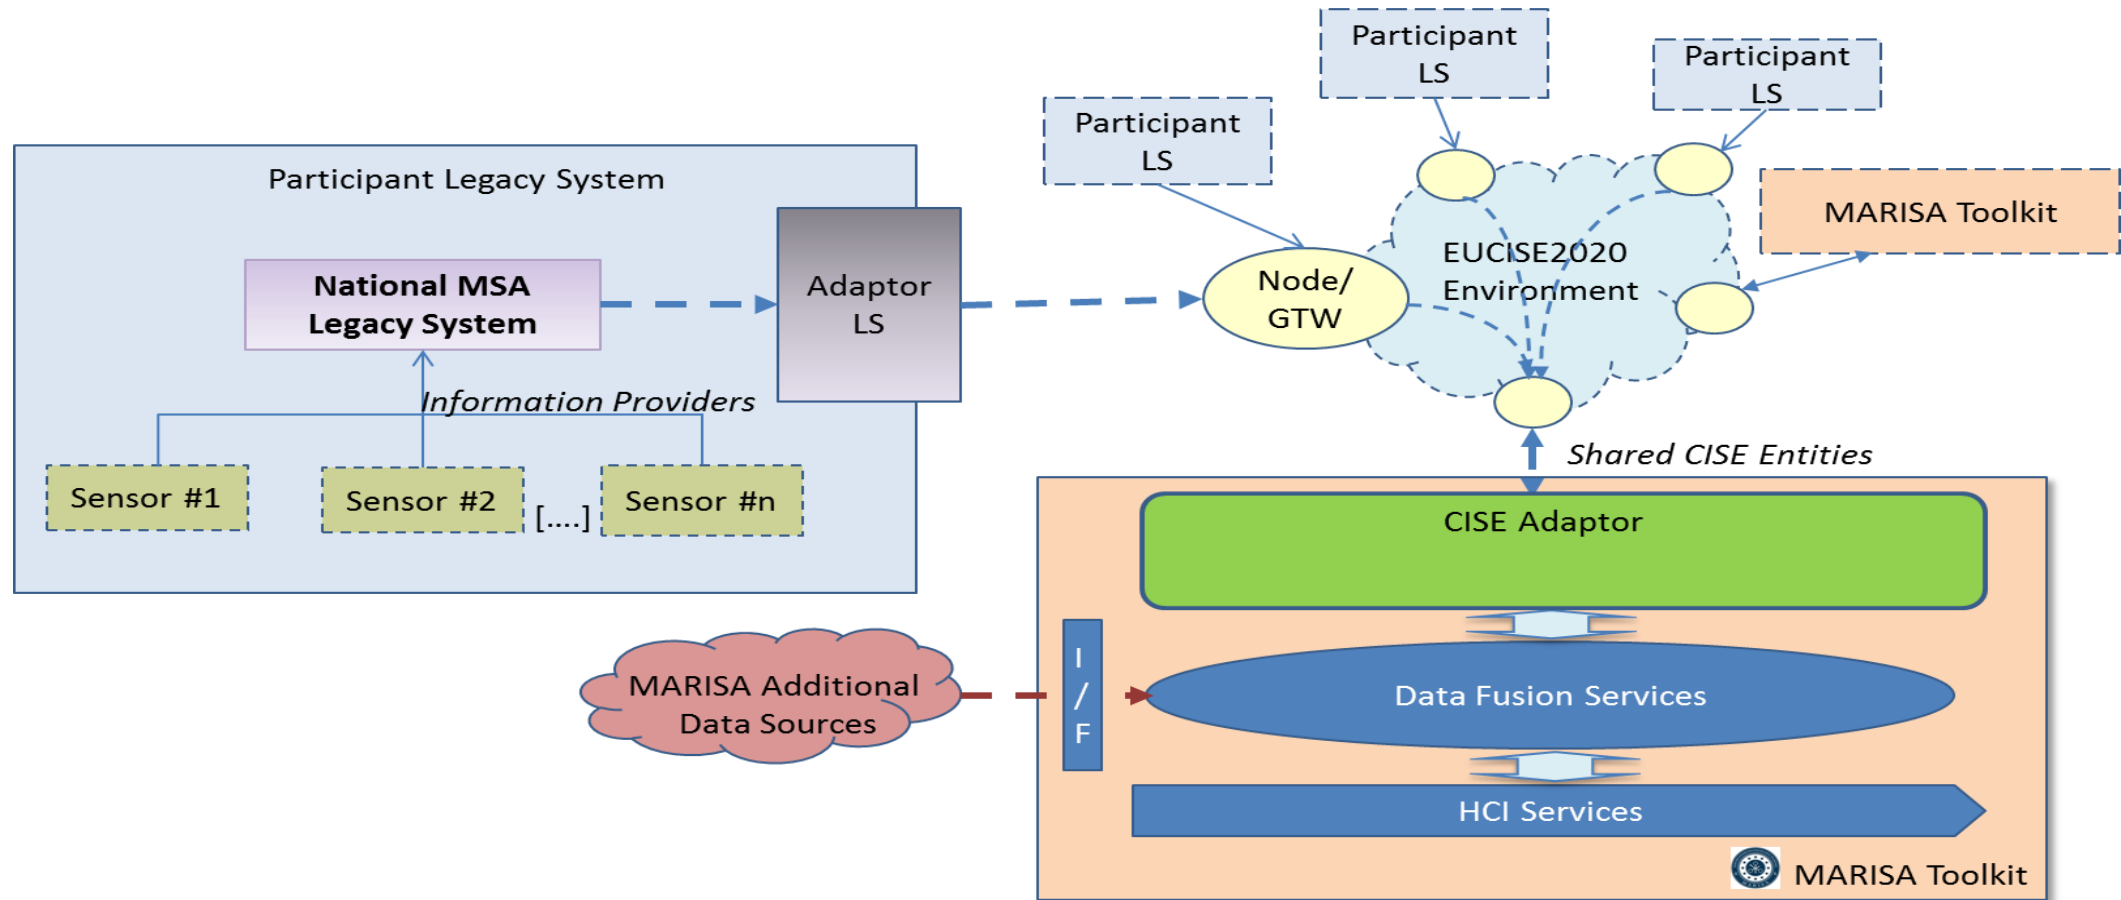 Participant
LS
Participant
LS
Participant
LS
Participant Legacy System
MARISA Toolkit
National MSA
Legacy System
Adaptor
LS
Node/
GTW
EUCISE2020
Environment
Information Providers
Shared CISE Entities
Sensor #1
Sensor #2
[....]
Sensor #n
CISE Adaptor
MARISA Additional
Data Sources
I
/
F
Data Fusion Services
HCI Services
MARISA Toolkit